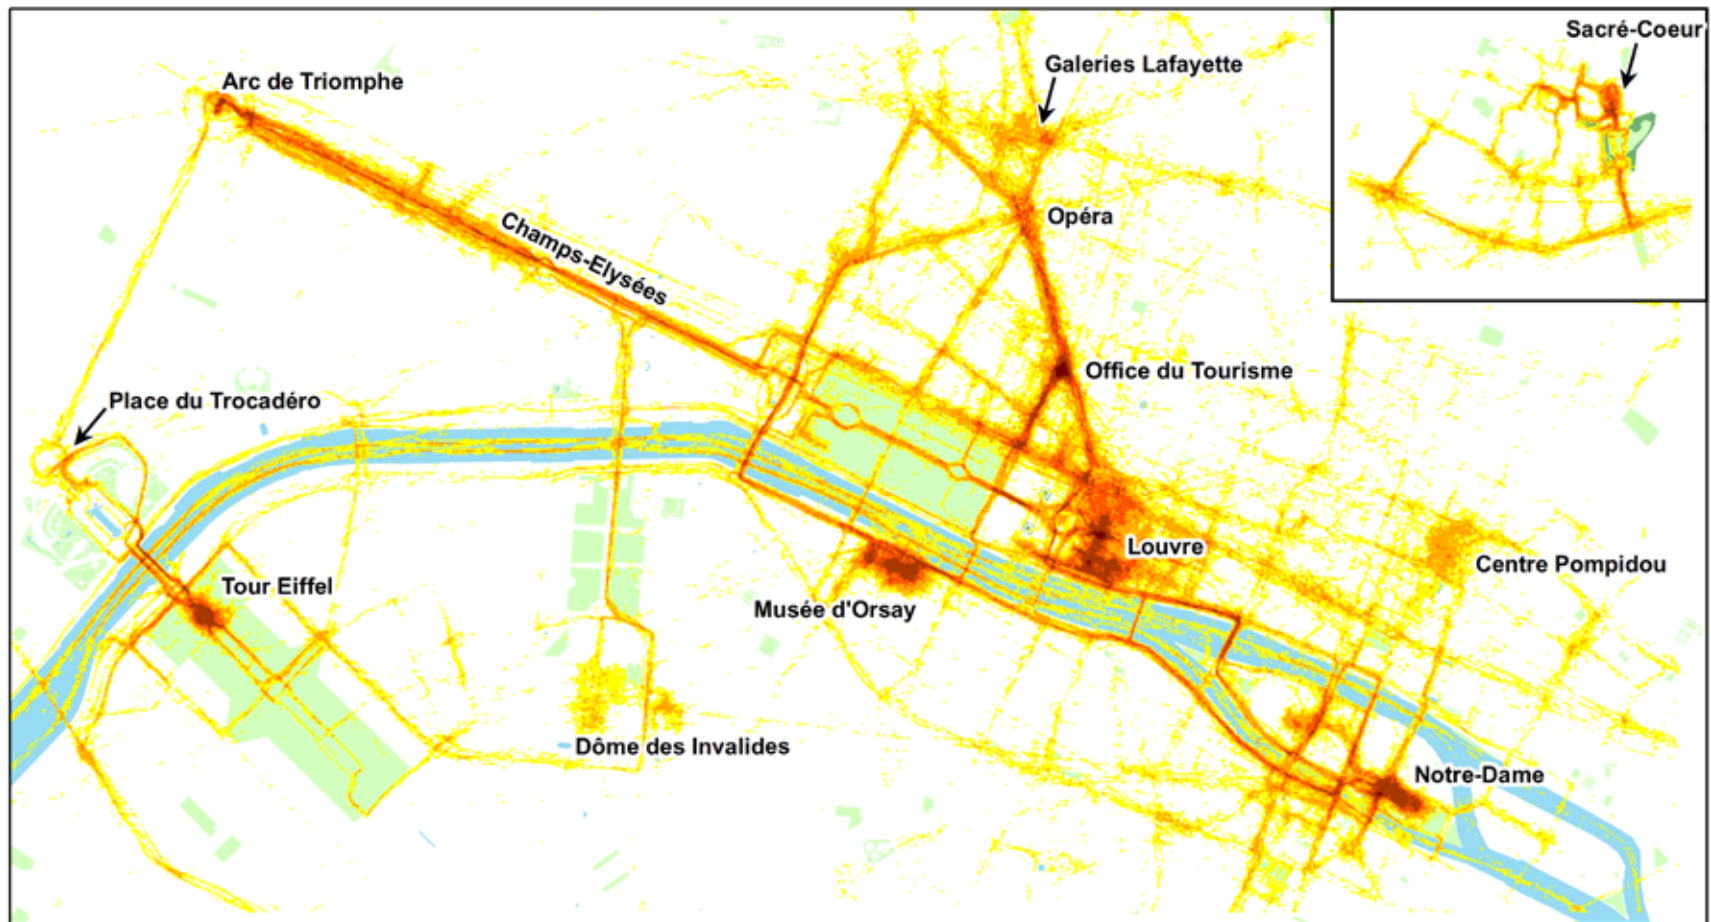 Sacré-Coeur
Galeries Lafayette
Arc de Triomphe
Opéra
Champs-Elysées
Office du Tourisme
Place du Trocadéro
Louvre
Centre Pompidou
Tour Eiffel
Musée d'Orsay
Dôme des Invalides
Notre-Dame